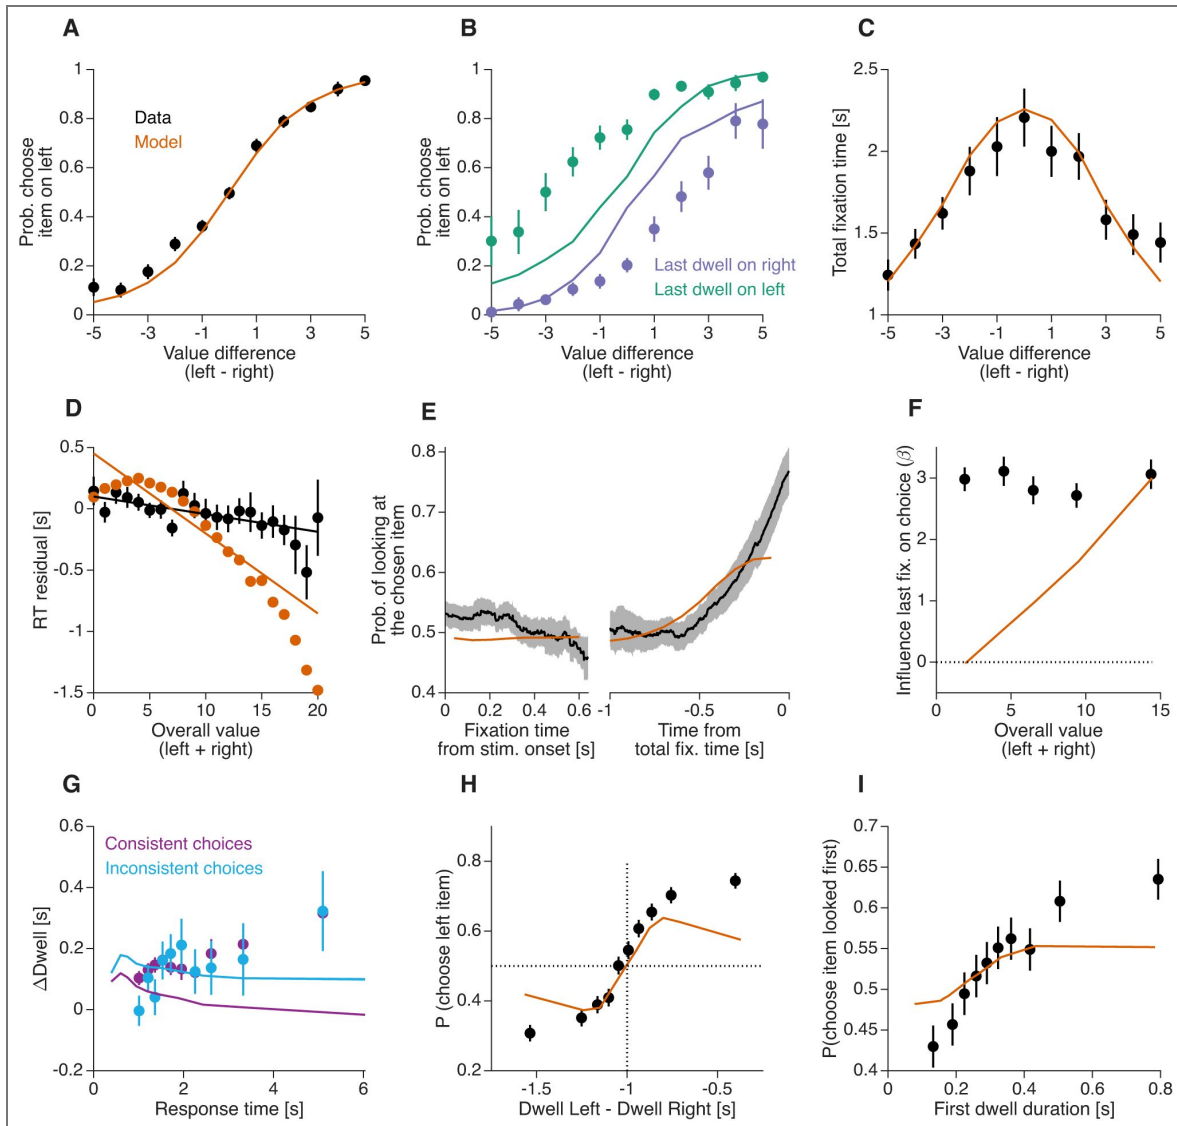 A
1
0.8
0.6
0.4
0.2
0
Prob. choose
item on left
Data
Model
-5
-3
-1
1
3
5
Value difference
(left - right)
B
1
0.8
0.6
0.4
0.2
0
Prob. choose
item on left
Last dwell on right
Last dwell on left
-5
-3
-1
1
3
5
Value difference
(left - right)
C
2.5
2
1.5
1
Total fixation time [s]
-5
-3
-1
1
3
5
Value difference
(left - right)
D
0.5
0
-0.5
-1
-1.5
RT residual [s]
0
5
10
15
20
Overall value
(left + right)
E
0.8
0.7
0.6
0.5
0.4
Prob. of looking at
the chosen item
0
0.2
0.4
0.6
-1
-0.5
0
Fixation time
from stim. onset [s]
Time from
total fix. time [s]
F
3
2
1
0
Influence last fix. on choice (β)
0
5
10
15
Overall value
(left + right)
G
0.6
0.4
0.2
0
-0.2
ΔDwell [s]
Consistent choices
Inconsistent choices
0
2
4
6
Response time [s]
H
0.8
0.6
0.4
0.2
P (choose left item)
-1.5
-1
-0.5
Dwell Left - Dwell Right [s]
I
0.7
0.65
0.6
0.55
0.5
0.45
0.4
P(choose item looked first)
0
0.2
0.4
0.6
0.8
First dwell duration [s]